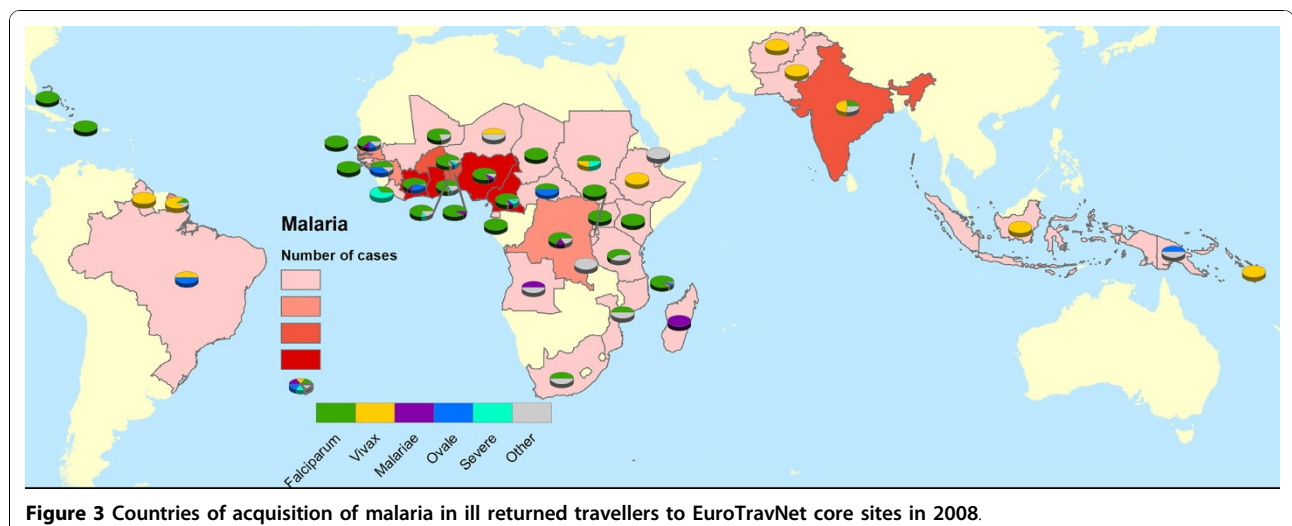 Malaria
Number of cases
Falciparum
Vivax
Malariae
Ovale
Severe
Other
Figure 3 Countries of acquisition of malaria in ill returned travellers to EuroTravNet core sites in 2008.